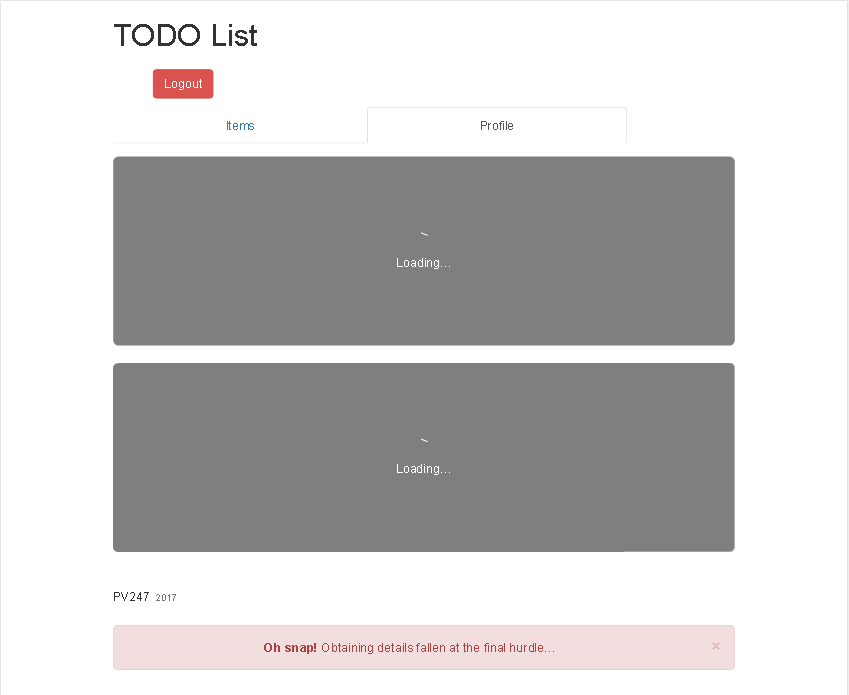 TODO List
Logout
Items Profile
Loading...
Loading...
PV247 2017
Oh snap! Obtaining details fallen at the final hurdle... ×